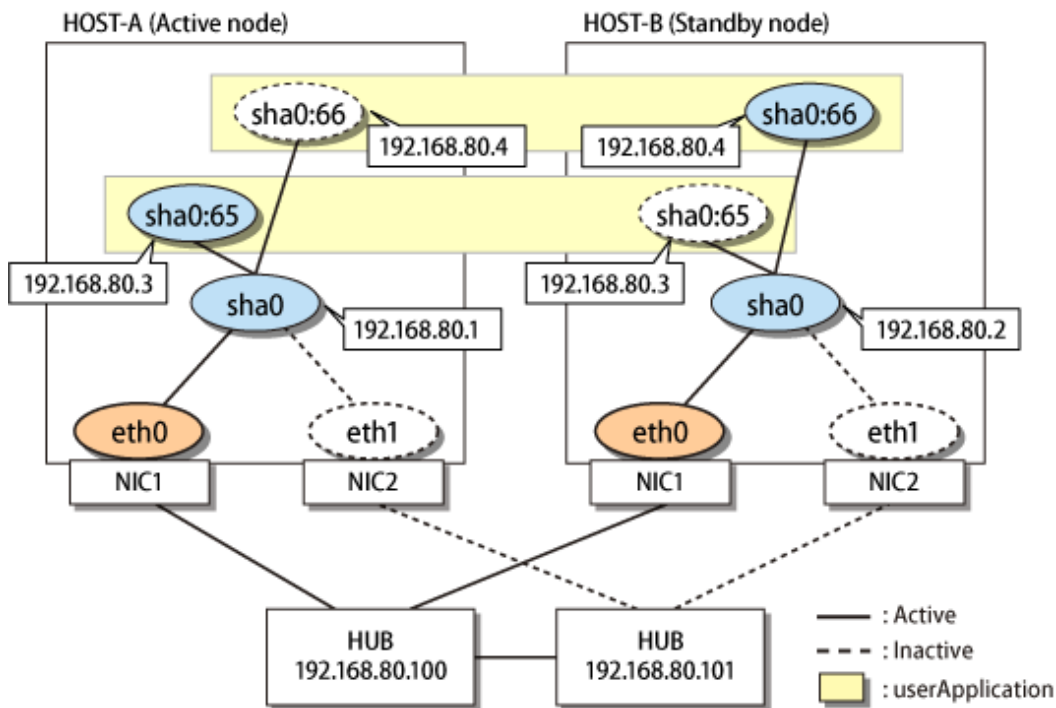 HOST-A (Active node)
HOST-B (Standby node)
sha0:66
192.168.80.4
192.168.80.4
sha0:66
sha0:65
192.168.80.3
sha0:65
192.168.80.3
sha0
192.168.80.1
sha0
192.168.80.2
eth0
eth1
eth0
eth1
NIC1
NIC2
NIC1
NIC2
HUB
192.168.80.100
HUB
192.168.80.101
: Active
: Inactive
: userApplication